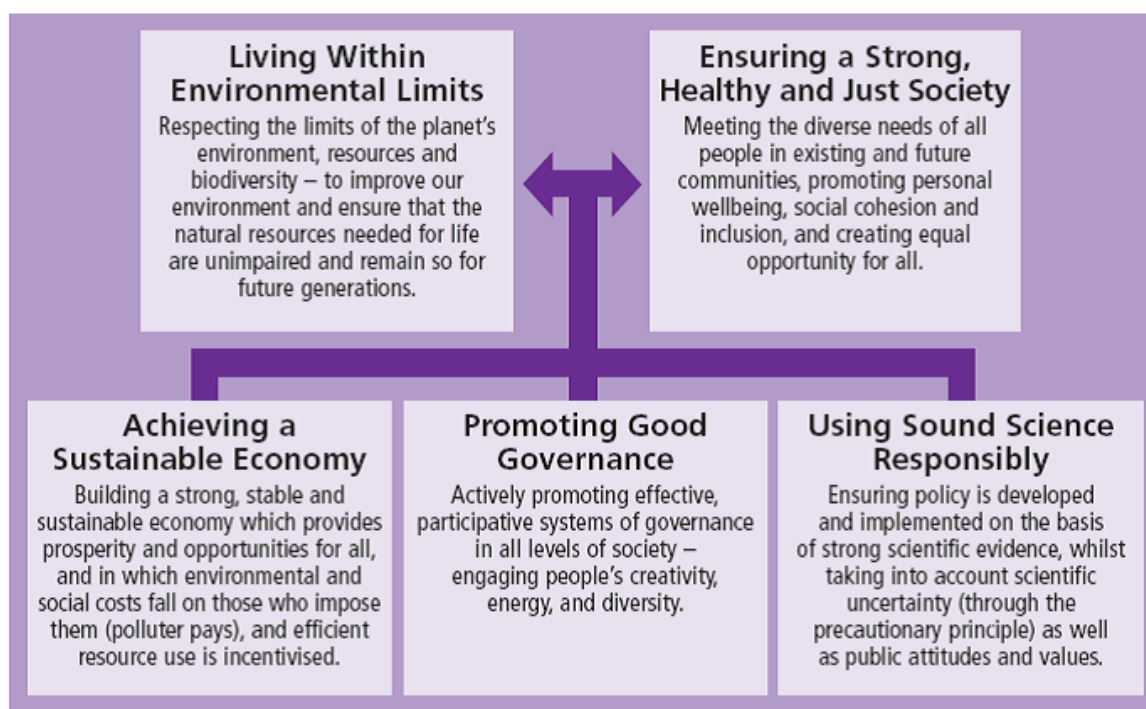 Living Within
Environmental Limits
Respecting the limits of the planet's
environment, resources and
biodiversity – to improve our
environment and ensure that the
natural resources needed for life
are unimpaired and remain so for
future generations.
Ensuring a Strong,
Healthy and Just Society
Meeting the diverse needs of all
people in existing and future
communities, promoting personal
wellbeing, social cohesion and
inclusion, and creating equal
opportunity for all.
Achieving a
Sustainable Economy
Building a strong, stable and
sustainable economy which provides
prosperity and opportunities for all,
and in which environmental and
social costs fall on those who impose
them (polluter pays), and efficient
resource use is incentivised.
Promoting Good
Governance
Actively promoting effective,
participative systems of governance
in all levels of society –
engaging people's creativity,
energy, and diversity.
Using Sound Science
Responsibly
Ensuring policy is developed
and implemented on the basis
of strong scientific evidence, whilst
taking into account scientific
uncertainty (through the
precautionary principle) as well
as public attitudes and values.